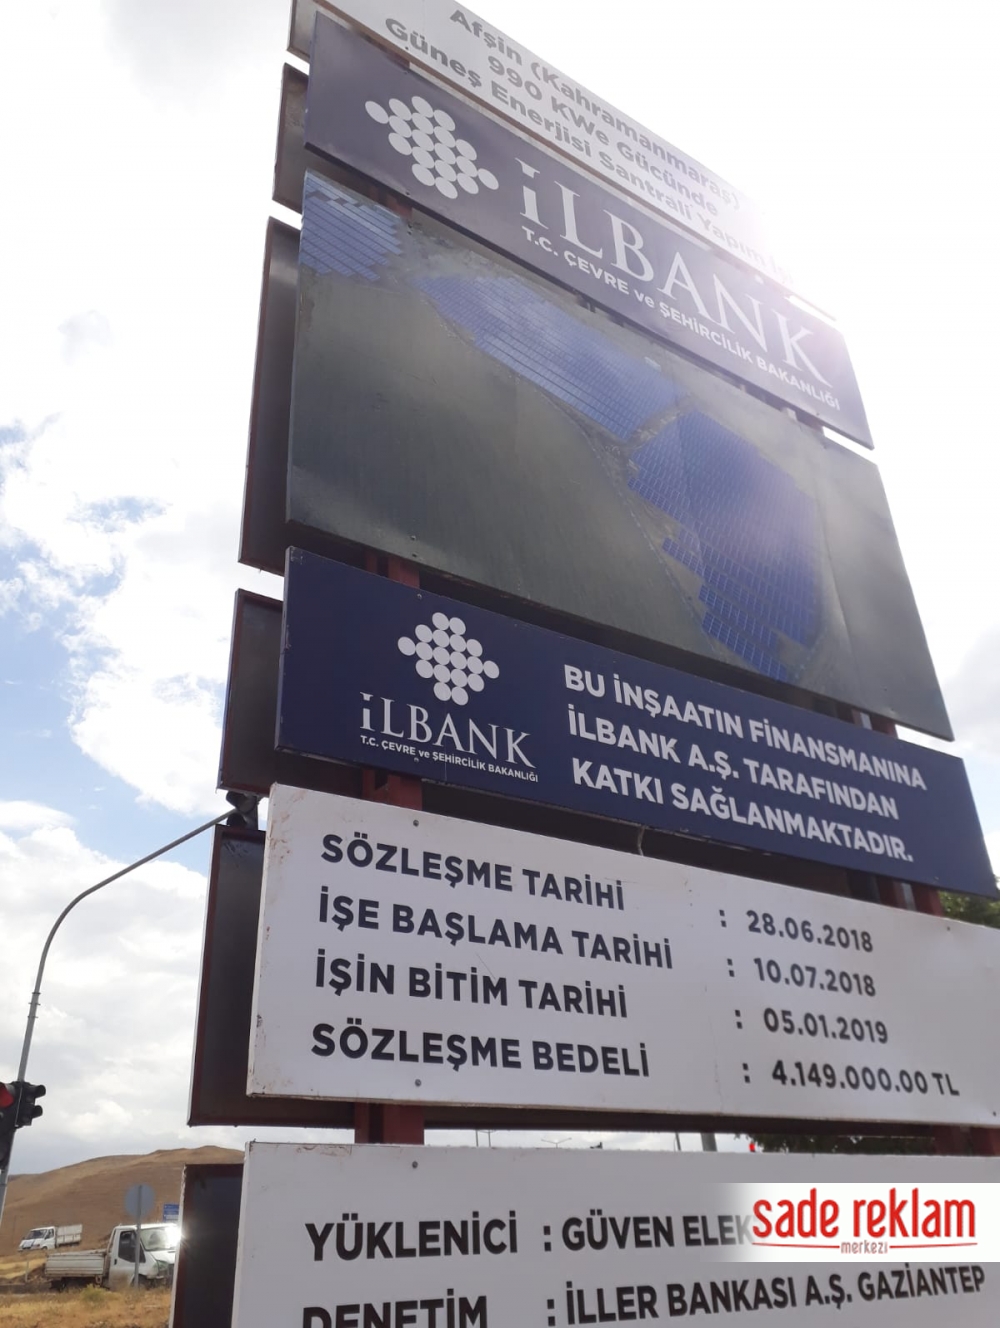 Afşin (Kahramanmaraş)
990 KWe Gücünde
Güneş Enerjisi Santrali Yapım İşi
İLBANK
T.C. ÇEVRE ve ŞEHİRCİLİK BAKANLIĞI
İLBANK
T.C. ÇEVRE ve ŞEHİRCİLİK BAKANLIĞI
BU İNŞAATIN FİNANSMANINA
İLBANK A.Ş. TARAFINDAN
KATKI SAĞLANMAKTADIR.
SÖZLEŞME TARİHİ : 28.06.2018
İŞE BAŞLAMA TARİHİ : 10.07.2018
İŞİN BİTİM TARİHİ : 05.01.2019
SÖZLEŞME BEDELİ : 4.149.000.00 TL
YÜKLENİCİ : GÜVEN ELEK
sade reklam
merkezi
DENETİM : İLLER BANKASI A.Ş. GAZİANTEP